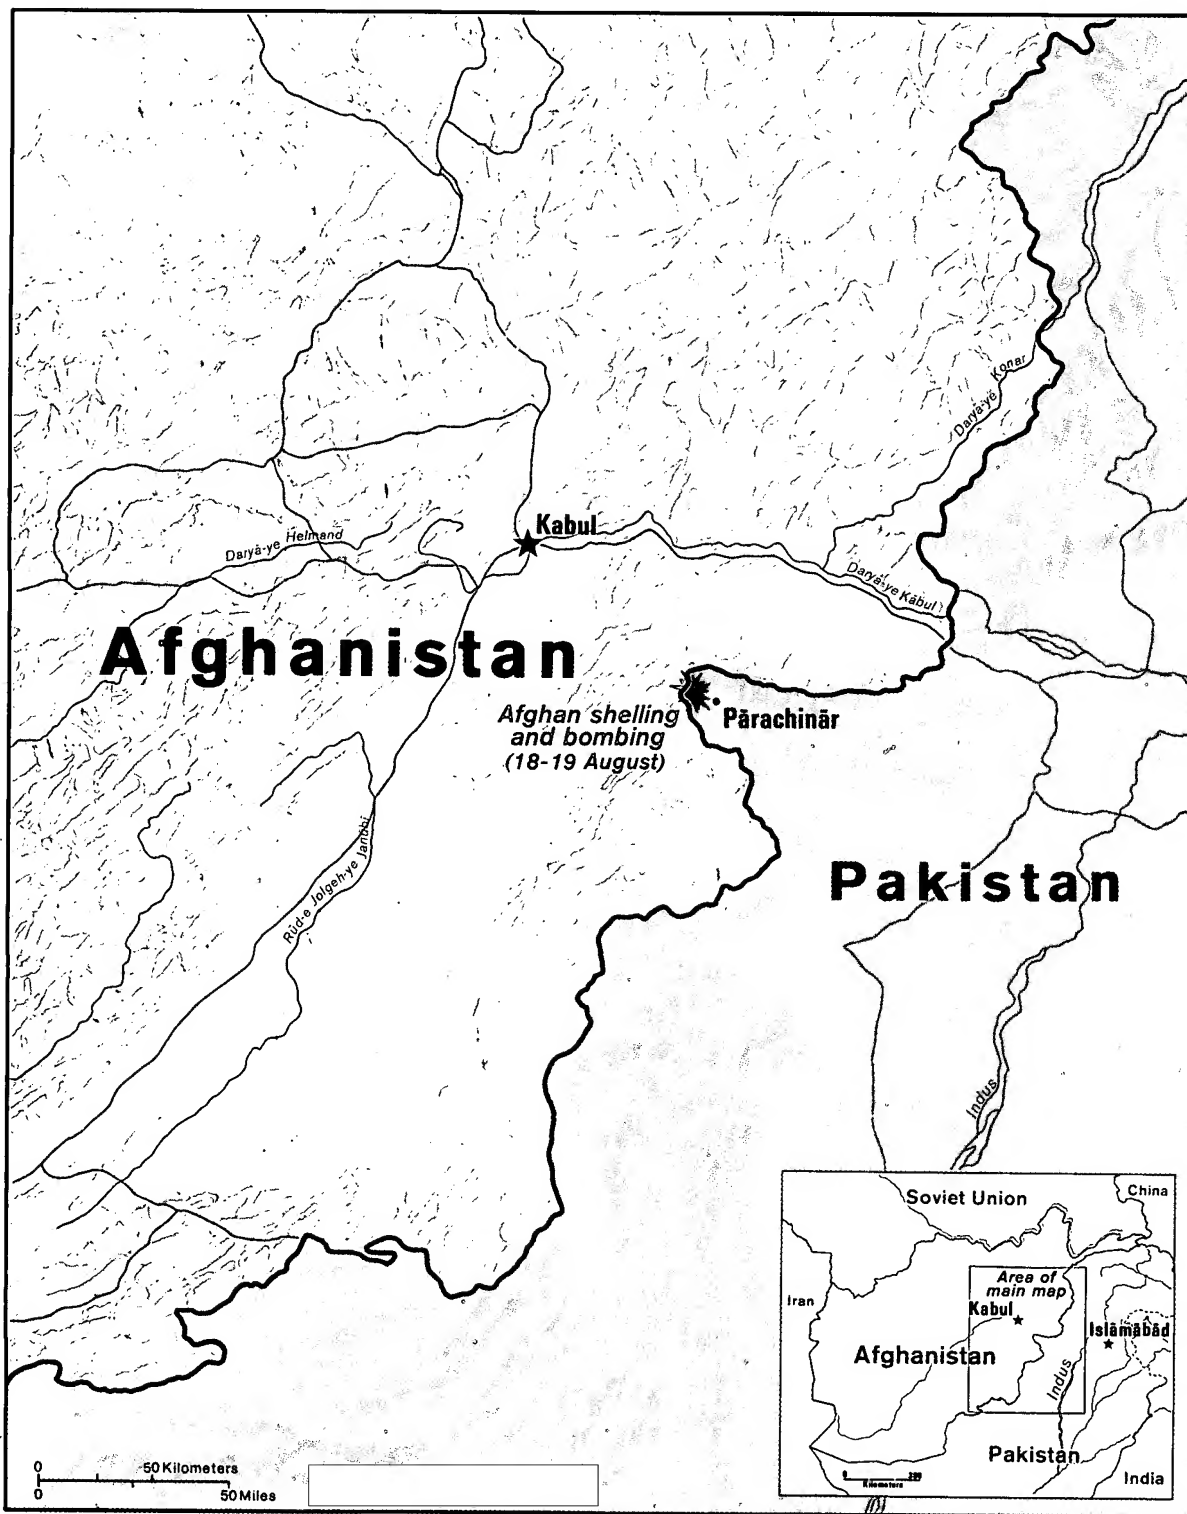 Daryā-ye Konar
Kabul
Daryā-ye Helmand
Daryā-ye Kābul
Afghanistan
Afghan shelling
and bombing
(18-19 August)
Pārachinār
Rūd-e Jolgeh-ye Janūbī
Pakistan
Indus
Soviet Union
China
Area of
main map
Iran
Kabul
Islāmābād
Afghanistan
Indus
Pakistan
India
0
Kilometers
0 50 Kilometers
0 50 Miles